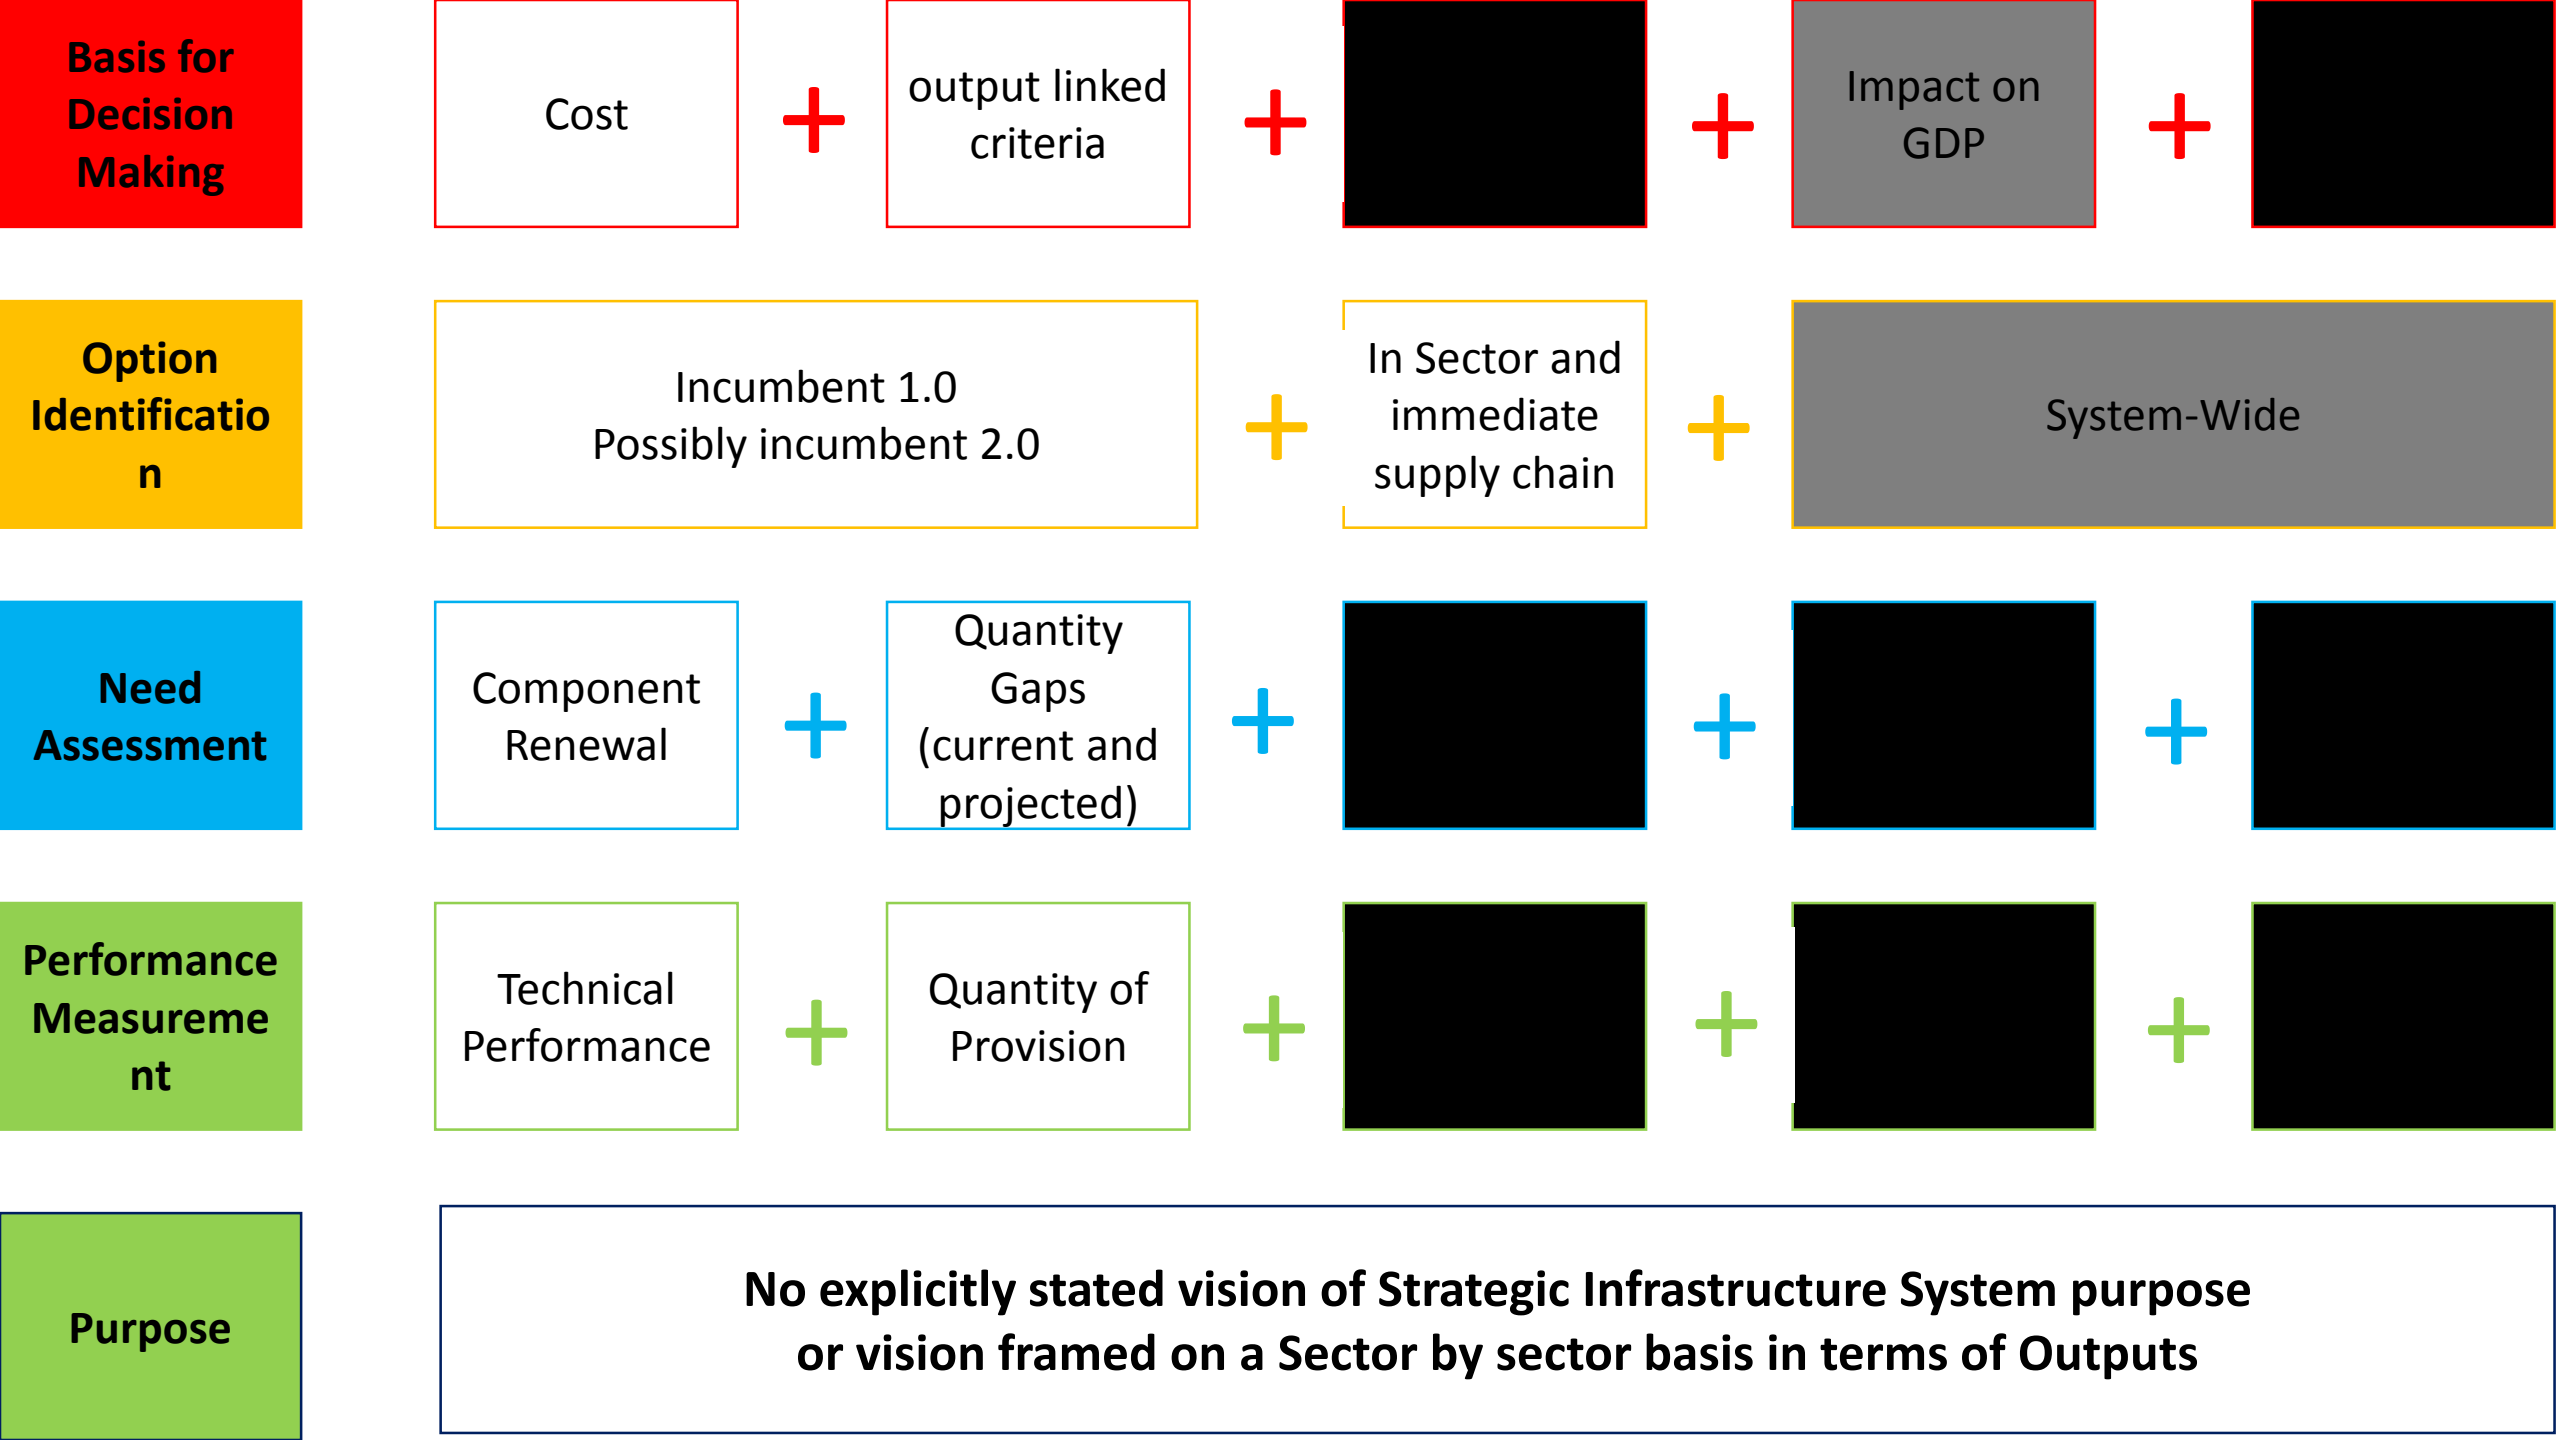 Basis for
Decision
Making
Cost
output linked
criteria
Impact on
GDP
Option
Identificatio
n
Incumbent 1.0
Possibly incumbent 2.0
In Sector and
immediate
supply chain
System-Wide
Need
Assessment
Component
Renewal
Quantity
Gaps
(current and
projected)
Performance
Measureme
nt
Technical
Performance
Quantity of
Provision
Purpose
No explicitly stated vision of Strategic Infrastructure System purpose
or vision framed on a Sector by sector basis in terms of Outputs